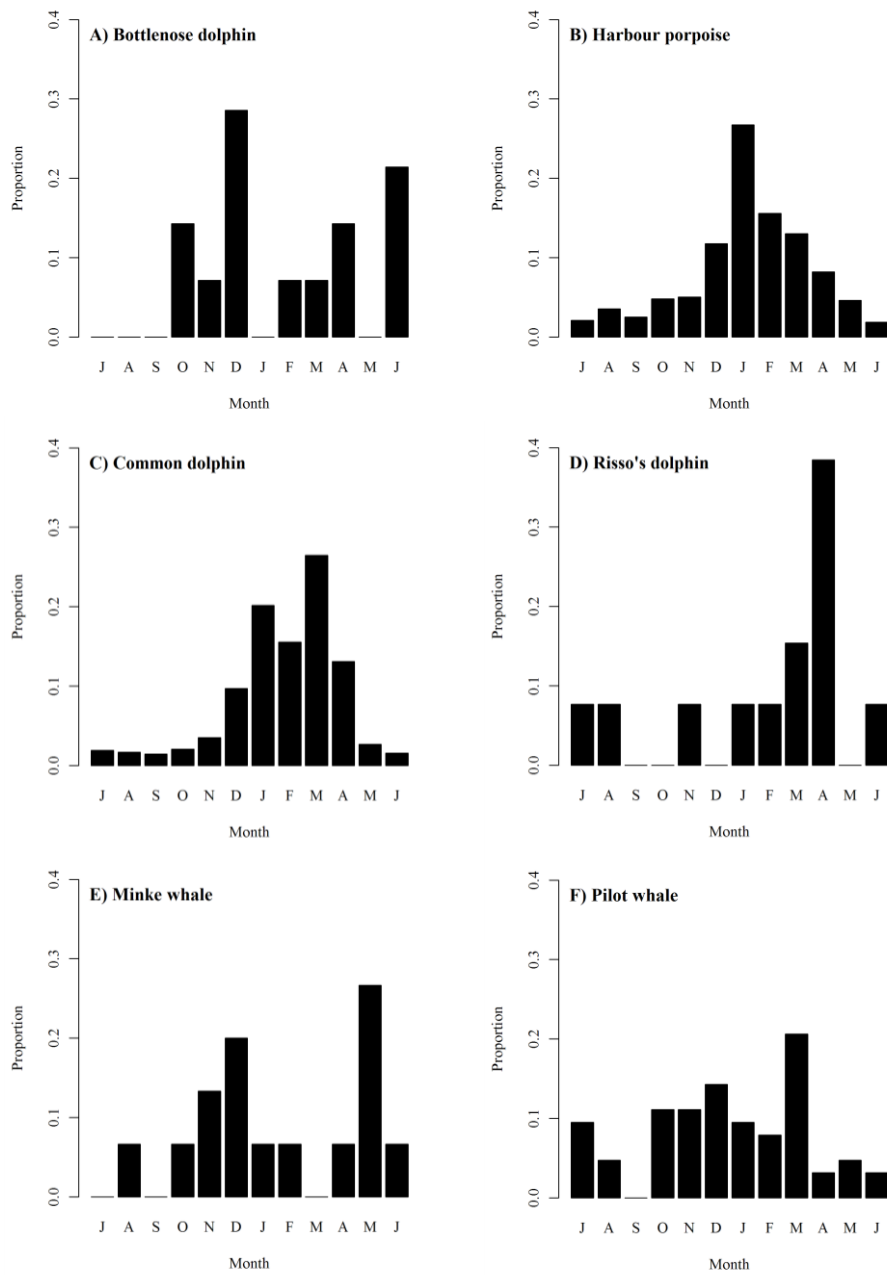 A) Bottlenose dolphin
0.4
0.3
0.2
0.1
0.0
Proportion
J A S O N D J F M A M J
Month
B) Harbour porpoise
0.4
0.3
0.2
0.1
0.0
Proportion
J A S O N D J F M A M J
Month
C) Common dolphin
0.4
0.3
0.2
0.1
0.0
Proportion
J A S O N D J F M A M J
Month
D) Risso's dolphin
0.4
0.3
0.2
0.1
0.0
Proportion
J A S O N D J F M A M J
Month
E) Minke whale
0.4
0.3
0.2
0.1
0.0
Proportion
J A S O N D J F M A M J
Month
F) Pilot whale
0.4
0.3
0.2
0.1
0.0
Proportion
J A S O N D J F M A M J
Month